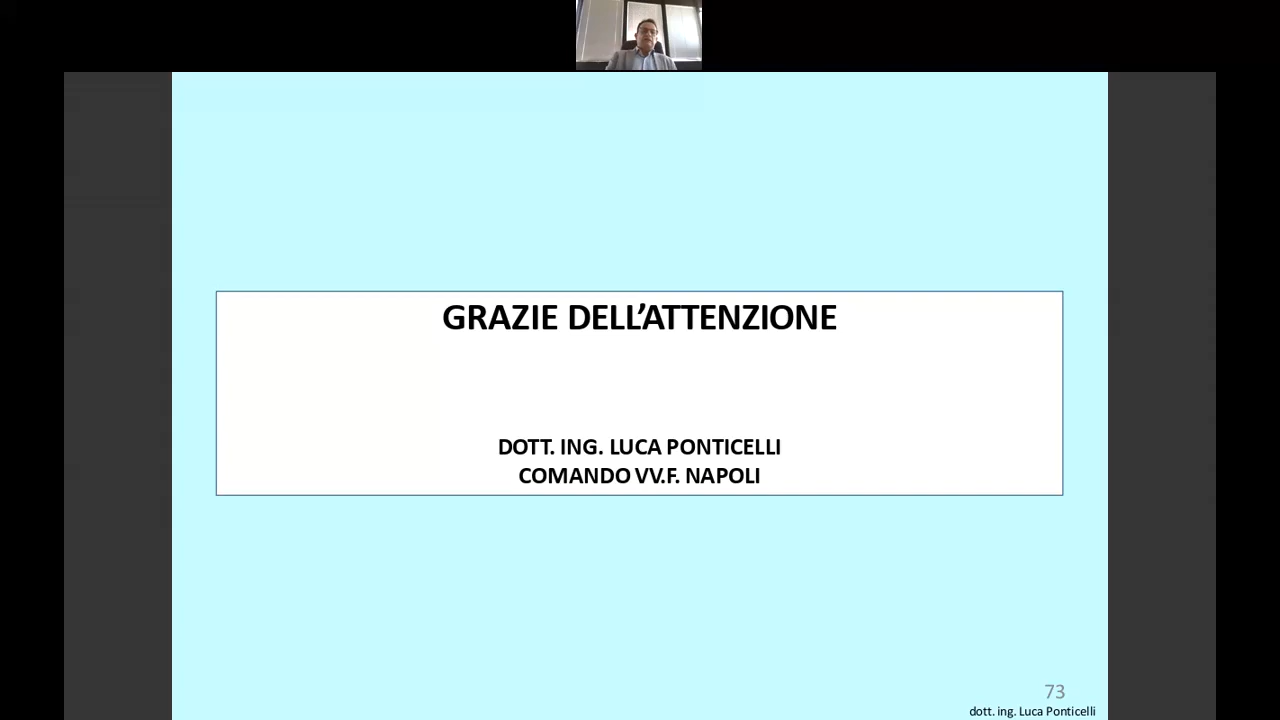 GRAZIE DELL’ATTENZIONE
DOTT. ING. LUCA PONTICELLI
COMANDO VV.F. NAPOLI
73
dott. ing. Luca Ponticelli